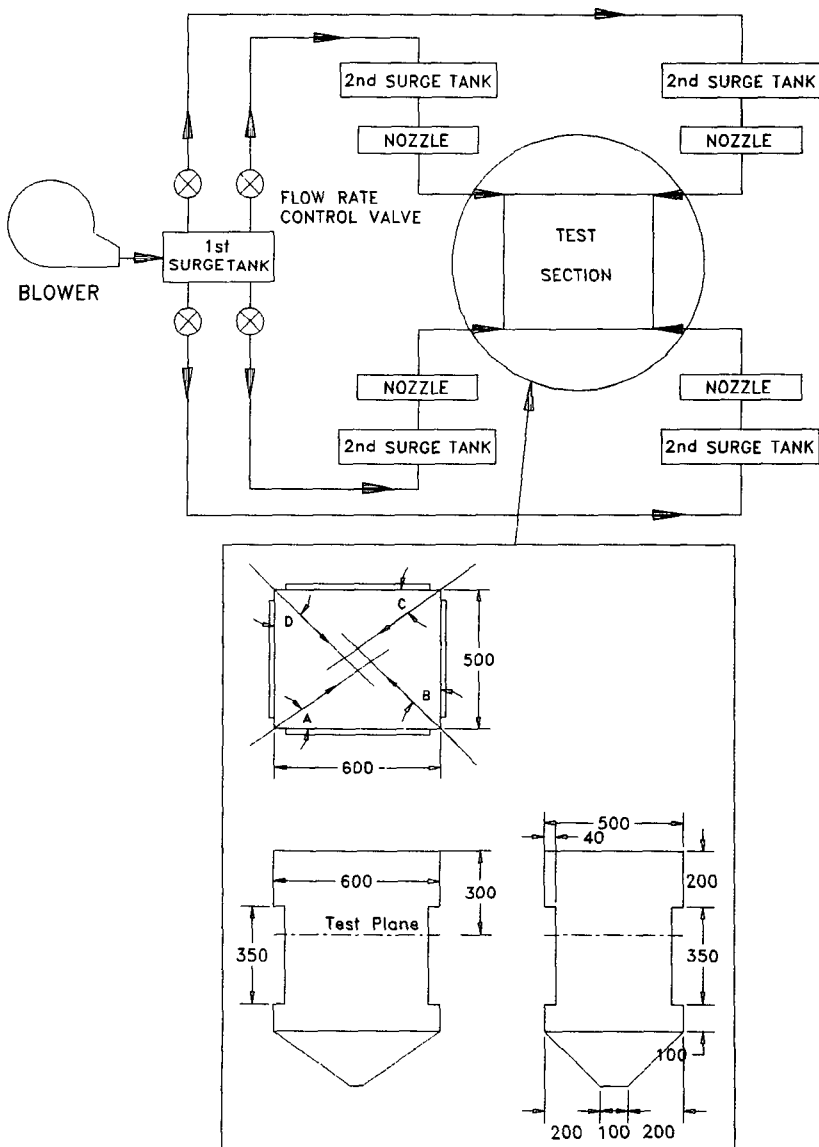 2nd SURGE TANK
2nd SURGE TANK
NOZZLE
NOZZLE
FLOW RATE
CONTROL VALVE
1st
SURGE TANK
BLOWER
TEST
SECTION
NOZZLE
NOZZLE
2nd SURGE TANK
2nd SURGE TANK
D
C
A
B
500
600
600
300
Test Plane
350
500
40
200
350
100
200
100
200